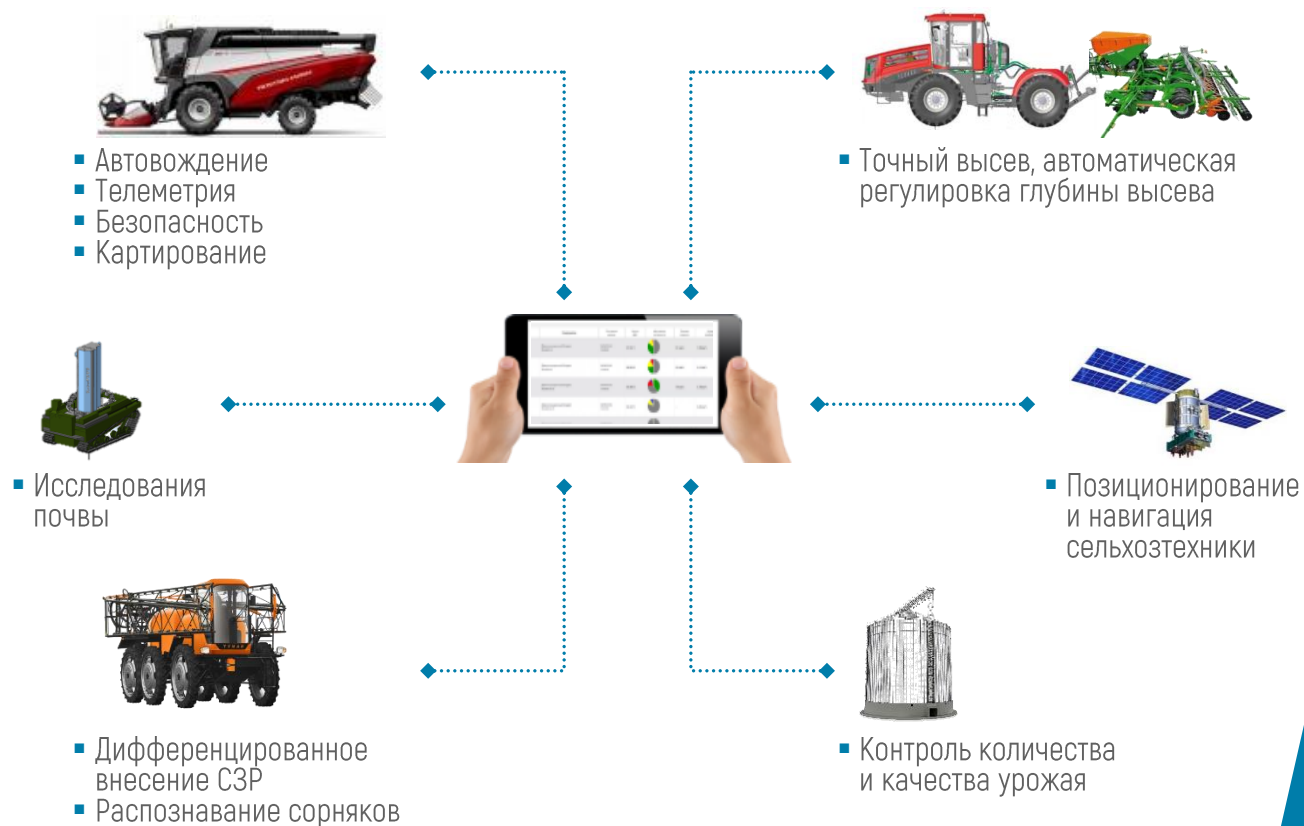 Автовождение
Телеметрия
Безопасность
Картирование
Точный высев, автоматическая
регулировка глубины высева
Исследования
почвы
Позиционирование
и навигация
сельхозтехники
Дифференцированное
внесение СЗР
Распознавание сорняков
Контроль количества
и качества урожая